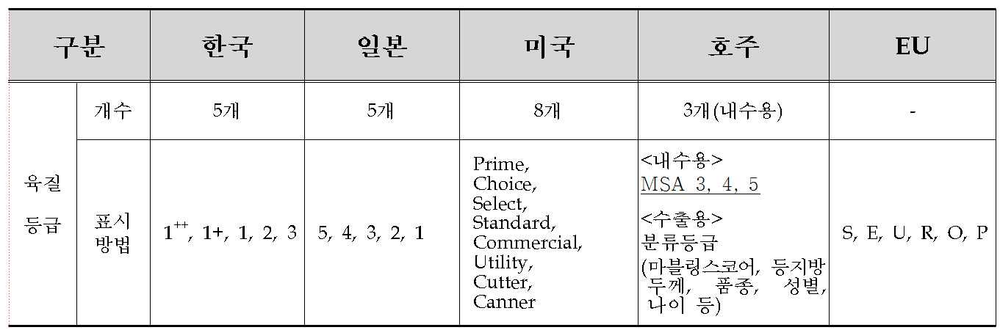 구분 한국 일본 미국 호주 EU
육질
등급
개수 5개 5개 8개 3개(내수용) -
표시
방법
1++, 1+, 1, 2, 3
5, 4, 3, 2, 1
Prime,
Choice,
Select,
Standard,
Commercial,
Utility,
Cutter,
Canner
<내수용>
MSA 3, 4, 5
<수출용>
분류등급
(마블링스코어, 등지방
두께, 품종, 성별,
나이 등)
S, E, U, R, O, P